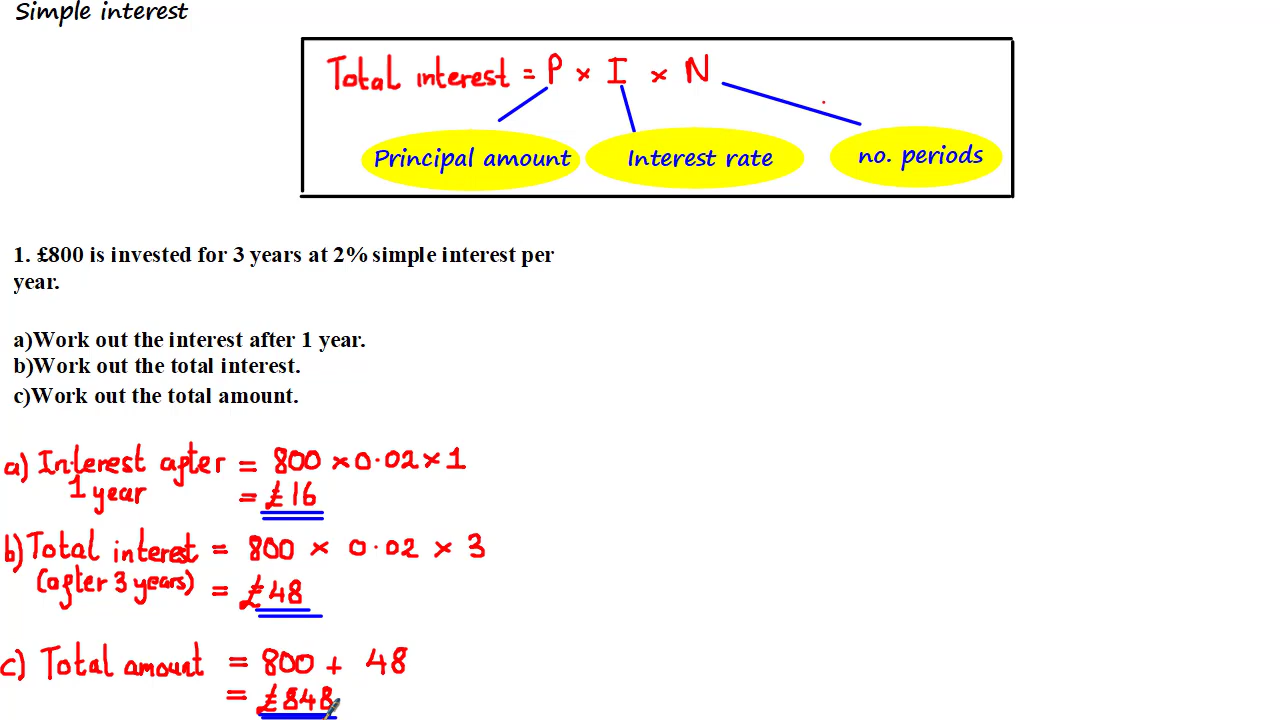 Simple interest
Total interest = P × I × N
Principal amount Interest rate no. periods
1. £800 is invested for 3 years at 2% simple interest per
year.
a)Work out the interest after 1 year.
b)Work out the total interest.
c)Work out the total amount.
a) Interest after = 800 × 0.02 × 1
1 year = £16
b) Total interest = 800 × 0.02 × 3
(after 3 years) = £48
c) Total amount = 800 + 48
= £848